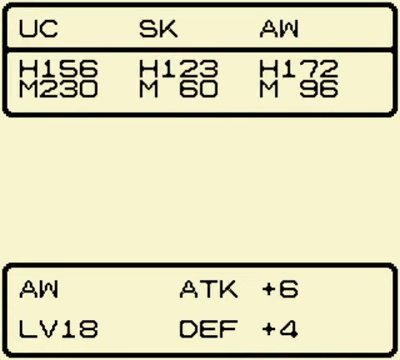 UC SK AW
H156 H123 H172
M230 M 60 M 96
AW ATK +6
LV18 DEF +4